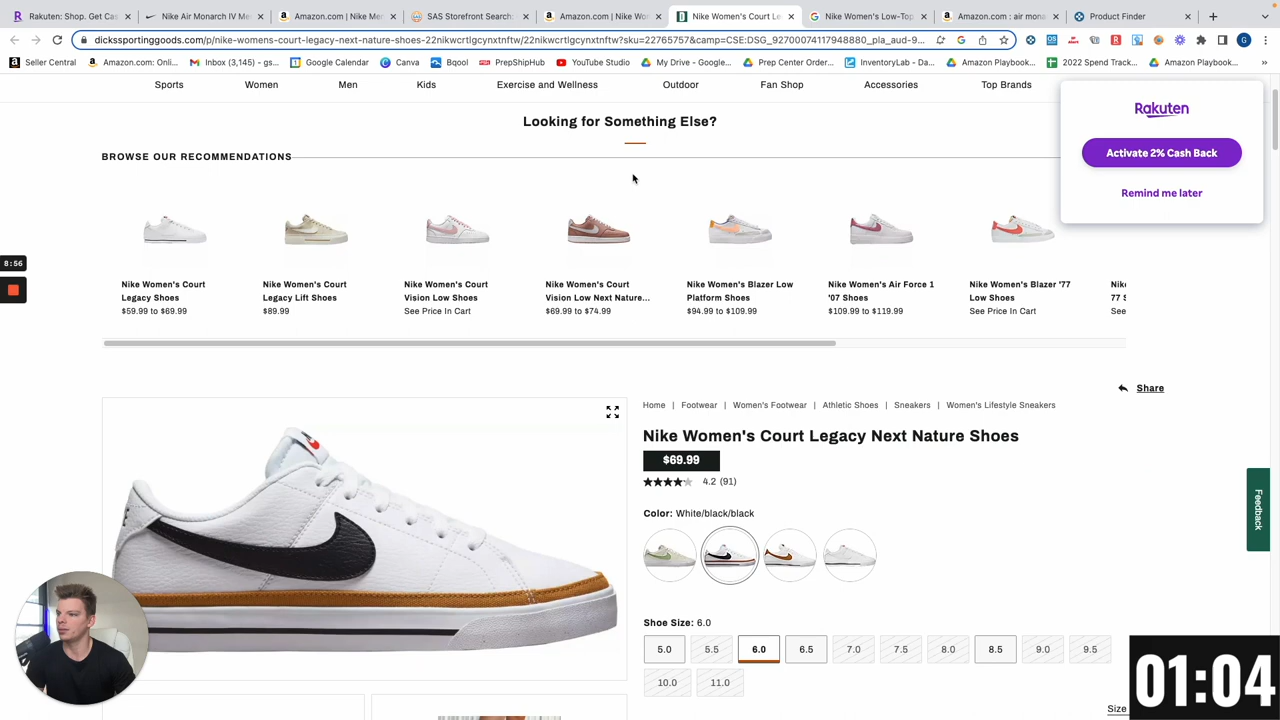 Rakuten: Shop. Get Cas
Nike Air Monarch IV Me
Amazon.com | Nike Me
SAS Storefront Search:
Amazon.com | Nike Wo
Nike Women's Court Le
Nike Women's Low-Top
Amazon.com : air mona
Product Finder
dickssportinggoods.com/p/nike-womens-court-legacy-next-nature-shoes-22nikwcrtlgcynxtnftw/22nikwcrtlgcynxtnftw?sku=22765757&camp=CSE:DSG_92700074117948880_pla_aud-9...
Seller Central
Amazon.com: Onli...
Inbox (3,145) - gs...
Google Calendar
Canva
Bqool
PrepShipHub
YouTube Studio
My Drive - Google...
Prep Center Order...
InventoryLab - Da...
Amazon Playbook...
2022 Spend Track...
Amazon Playbook...
Sports Women Men Kids Exercise and Wellness Outdoor Fan Shop Accessories Top Brands
Rakuten
Activate 2% Cash Back
Remind me later
Looking for Something Else?
BROWSE OUR RECOMMENDATIONS
8:56
Nike Women's Court
Legacy Shoes
$59.99 to $69.99
Nike Women's Court
Legacy Lift Shoes
$89.99
Nike Women's Court
Vision Low Shoes
See Price In Cart
Nike Women's Court
Vision Low Next Nature...
$69.99 to $74.99
Nike Women's Blazer Low
Platform Shoes
$94.99 to $109.99
Nike Women's Air Force 1
'07 Shoes
$109.99 to $119.99
Nike Women's Blazer '77
Low Shoes
See Price In Cart
Nike
77 S
See
Share
Home | Footwear | Women's Footwear | Athletic Shoes | Sneakers | Women's Lifestyle Sneakers
Nike Women's Court Legacy Next Nature Shoes
$69.99
4.2 (91)
Color: White/black/black
Feedback
Shoe Size: 6.0
5.0 5.5 6.0 6.5 7.0 7.5 8.0 8.5 9.0 9.5
10.0 11.0
Size
01:04